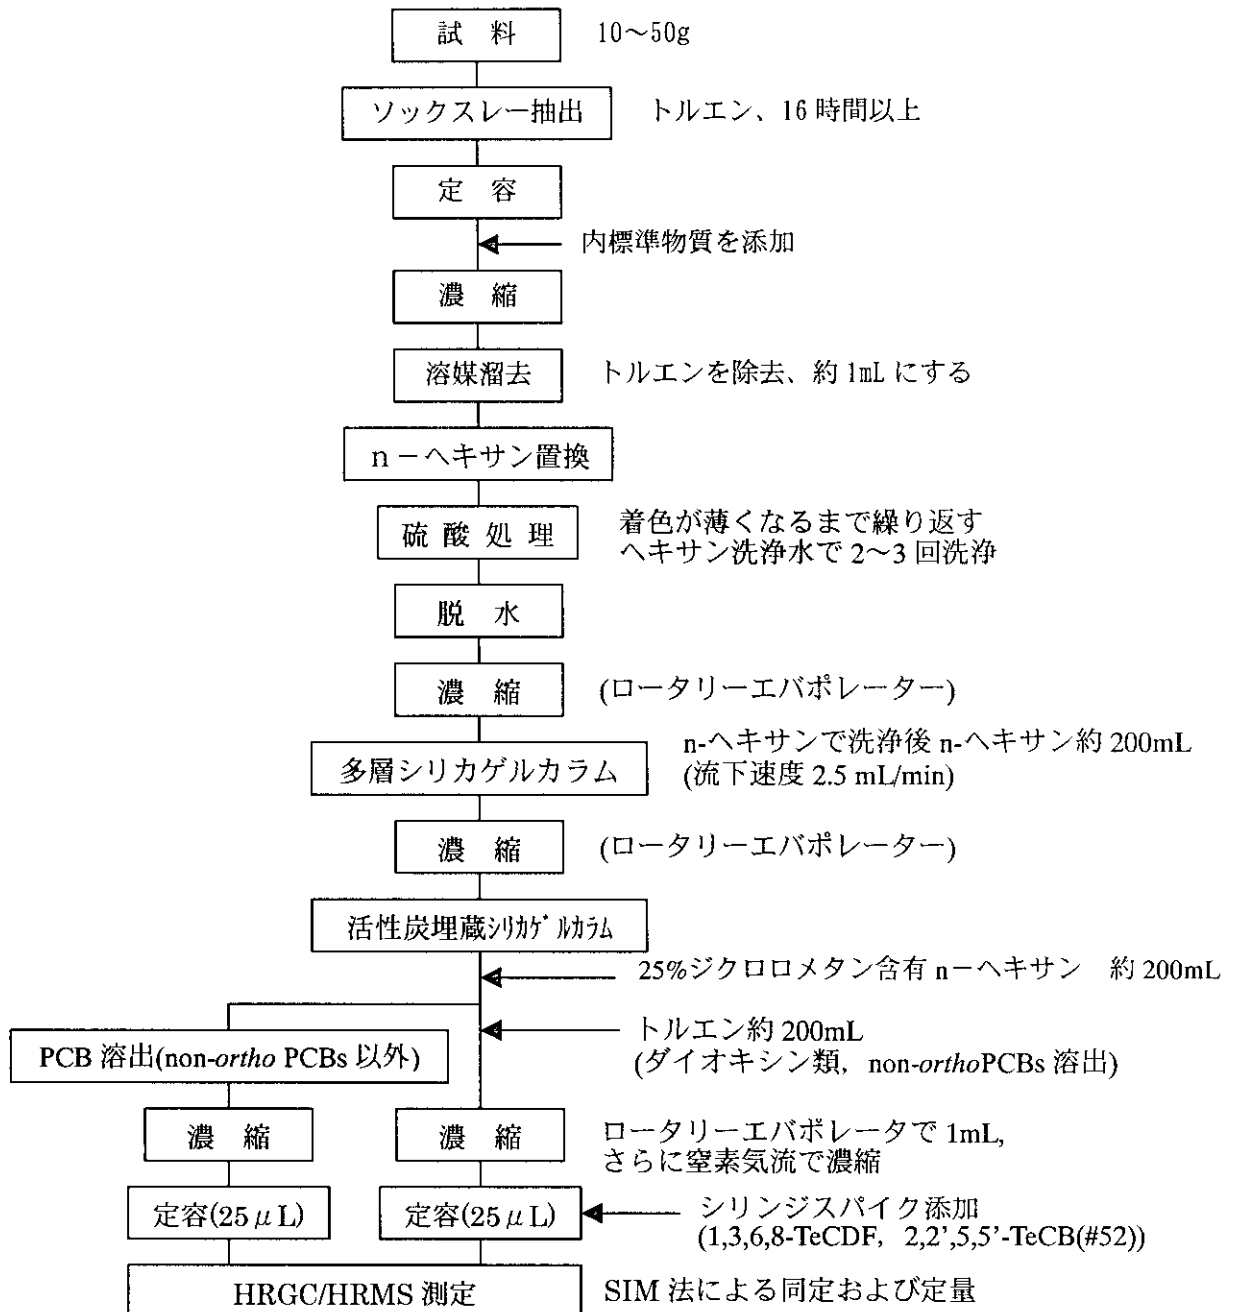 試　料　10～50g
ソックスレー抽出　トルエン、16 時間以上
定　容
内標準物質を添加
濃　縮
溶媒溜去　トルエンを除去、約 1mL にする
n－ヘキサン置換
硫 酸 処 理　着色が薄くなるまで繰り返す
ヘキサン洗浄水で 2～3 回洗浄
脱　水
濃　縮　(ロータリーエバポレーター)
多層シリカゲルカラム　n-ヘキサンで洗浄後 n-ヘキサン約 200mL
(流下速度 2.5 mL/min)
濃　縮　(ロータリーエバポレーター)
活性炭埋蔵ｼﾘｶｹﾞﾙｶﾗﾑ
25%ジクロロメタン含有 n－ヘキサン　約 200mL
PCB 溶出(non-ortho PCBs 以外)　トルエン約 200mL
(ダイオキシン類，non-orthoPCBs 溶出)
濃　縮　濃　縮　ロータリーエバポレータで 1mL,
さらに窒素気流で濃縮
定容(25μL)　定容(25μL)　シリンジスパイク添加
(1,3,6,8-TeCDF,　2,2',5,5'-TeCB(#52))
HRGC/HRMS 測定　SIM 法による同定および定量